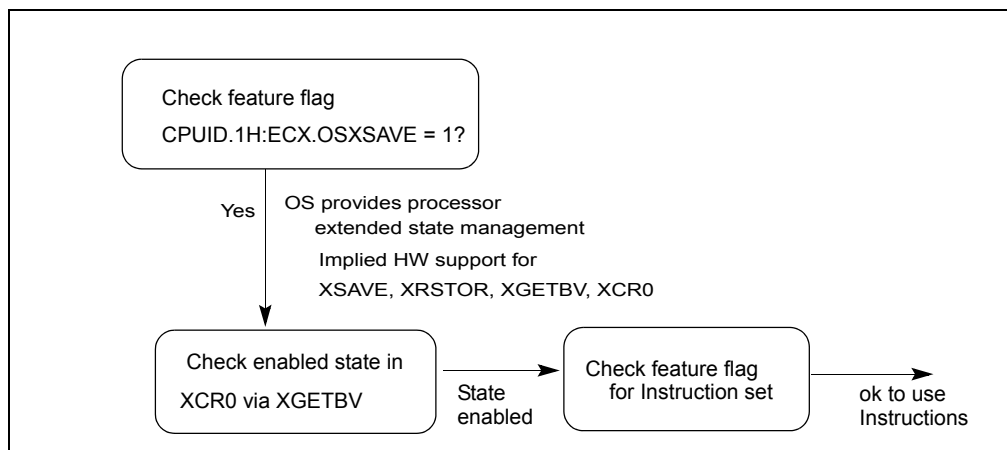 Check feature flag
CPUID.1H:ECX.OSXSAVE = 1?
Yes
OS provides processor
extended state management
Implied HW support for
XSAVE, XRSTOR, XGETBV, XCR0
Check enabled state in
XCR0 via XGETBV
State
enabled
Check feature flag
for Instruction set
ok to use
Instructions